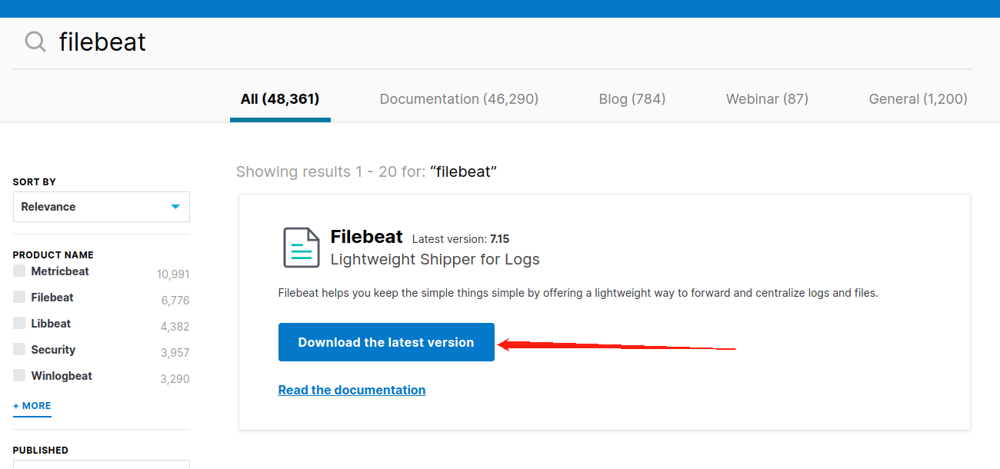 filebeat
All (48,361)
Documentation (46,290)
Blog (784)
Webinar (87)
General (1,200)
SORT BY
Relevance
PRODUCT NAME
Metricbeat 10,991
Filebeat 6,776
Libbeat 4,382
Security 3,957
Winlogbeat 3,290
+ MORE
PUBLISHED
Showing results 1 - 20 for: “filebeat”
Filebeat Latest version: 7.15
Lightweight Shipper for Logs
Filebeat helps you keep the simple things simple by offering a lightweight way to forward and centralize logs and files.
Download the latest version
Read the documentation